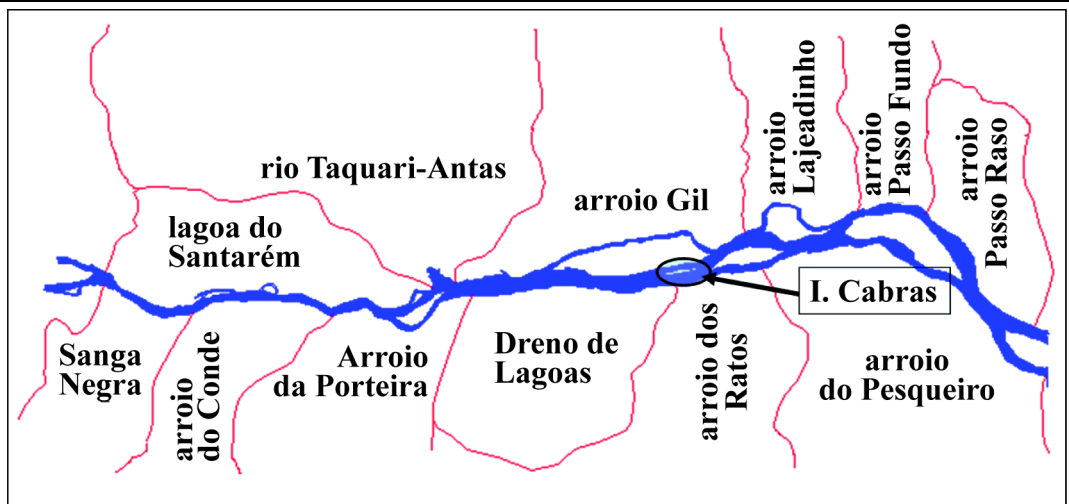 rio Taquari-Antas
lagoa do
Santarém
arroio Gil
arroio
Lajeadinho
arroio
Passo Fundo
arroio
Passo Raso
I. Cabras
Sanga
Negra
arroio
do Conde
Arroio
da Porteira
Dreno de
Lagoas
arroio dos
Ratos
arroio
do Pesqueiro